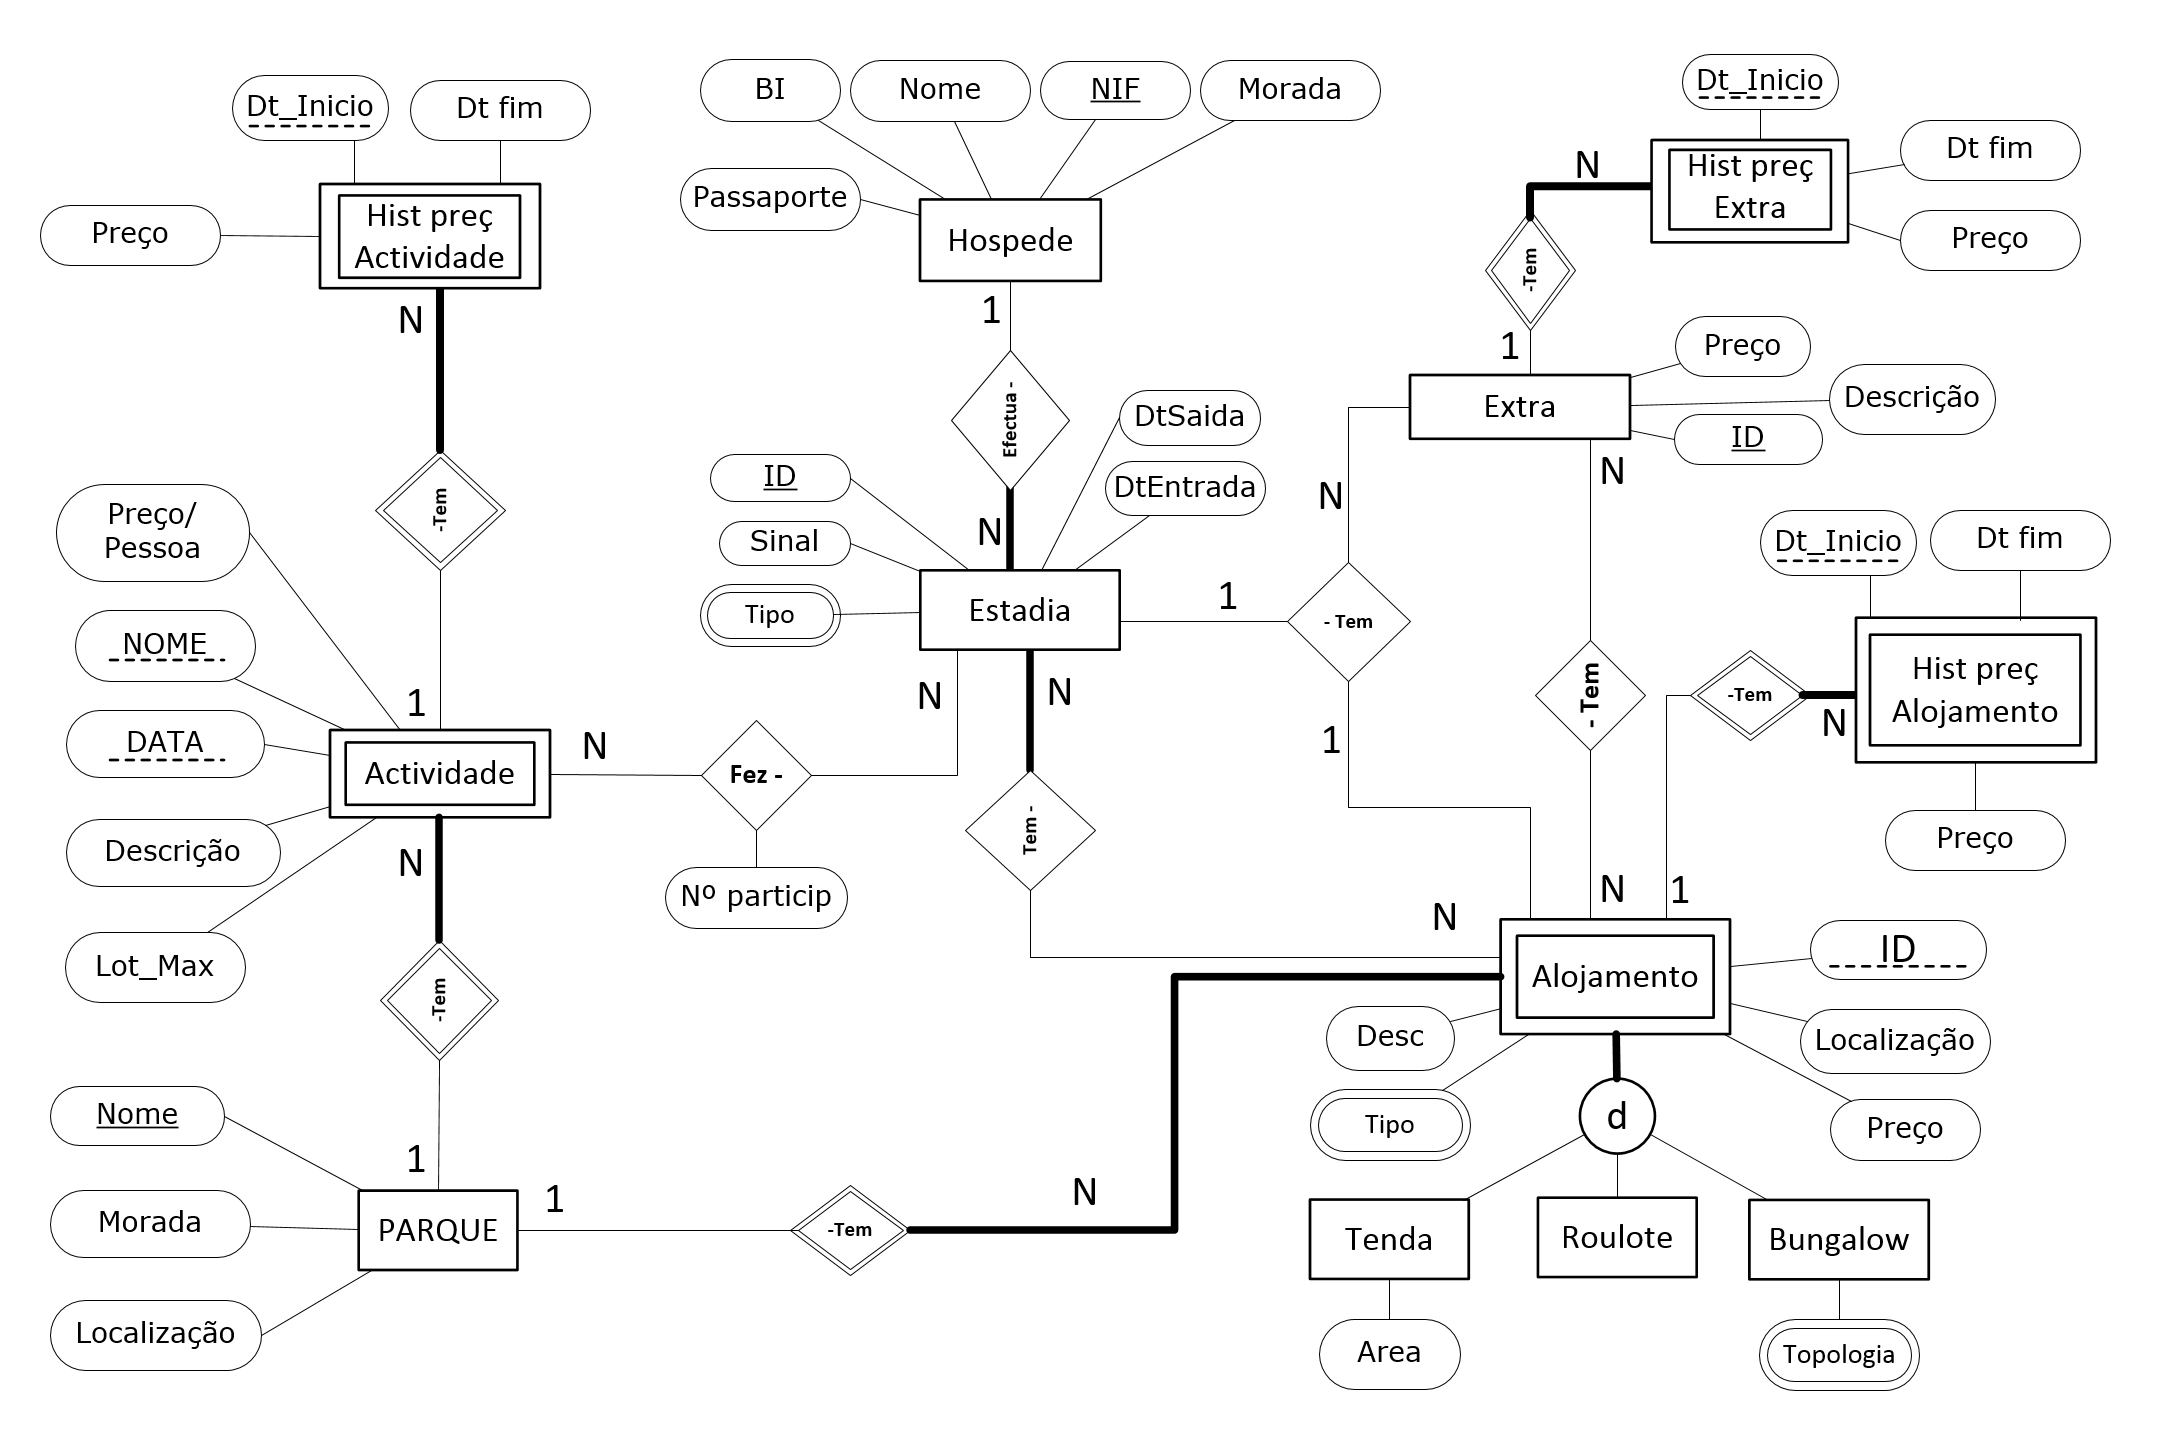 BI
Nome
NIF
Morada
Dt_Inicio
Dt fim
Dt_Inicio
Dt fim
N
Hist preç
Extra
Passaporte
Hist preç
Actividade
Preço
Hospede
Preço
-Tem
N
1
1
Preço
Extra
Descrição
ID
Efectua -
DtSaida
DtEntrada
ID
N
N
-Tem
Preço/
Pessoa
Sinal
N
Dt_Inicio
Dt fim
Tipo
Estadia
1
- Tem
NOME
1
N
N
- Tem
-Tem
N
Hist preç
Alojamento
DATA
Actividade
N
Fez -
1
Tem -
Preço
Descrição
N
Nº particip
N
N
1
Lot_Max
-Tem
Alojamento
ID
Desc
Localização
Nome
Tipo
d
Preço
1
Morada
PARQUE
1
-Tem
N
Tenda
Roulote
Bungalow
Localização
Area
Topologia